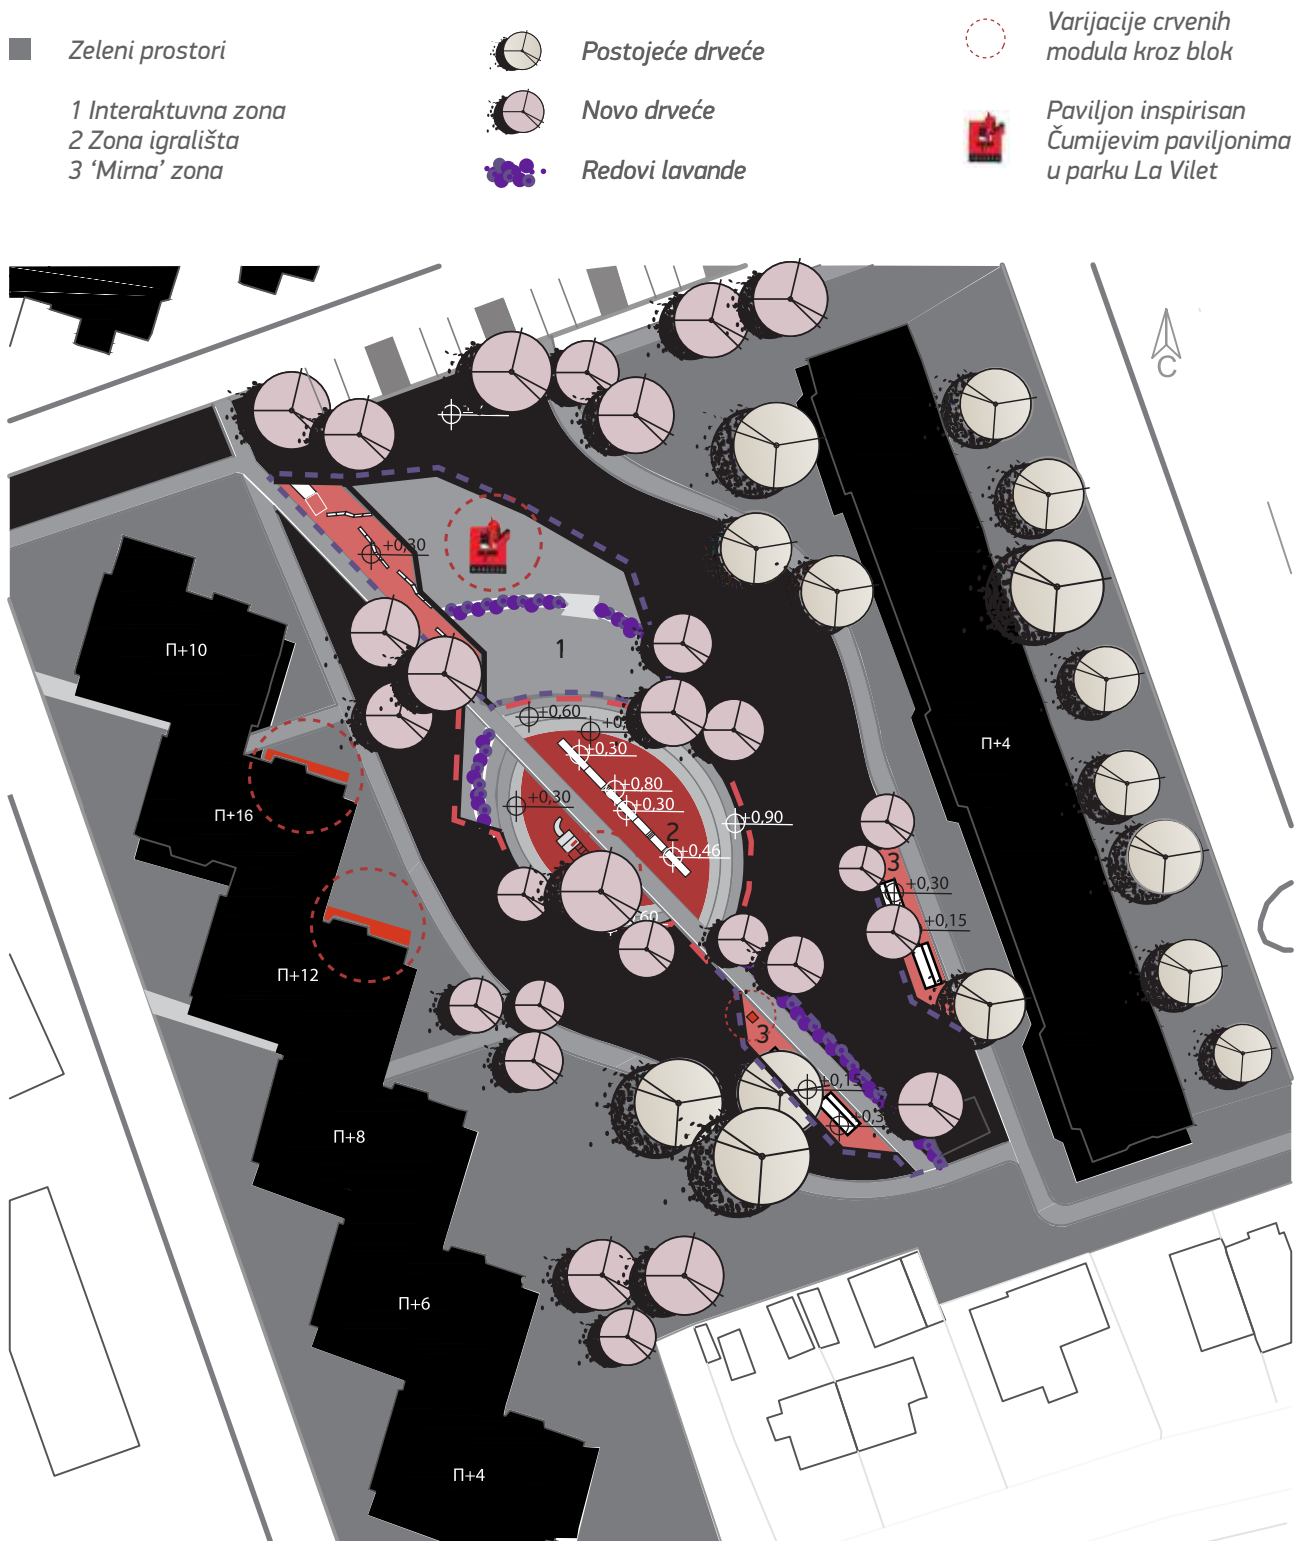 Zeleni prostori
1 Interaktuvna zona
2 Zona igrališta
3 ‘Mirna’ zona
Postojeće drveće
Novo drveće
Redovi lavande
Varijacije crvenih
modula kroz blok
Paviljon inspirisan
Čumijevim paviljonima
u parku La Vilet
C
+0,30
П+10
1
+0,60
+0,30
П+4
+0,80
+0,30
+0,30
П+16
2
+0,90
+0,46
3
+0,30
+0,15
П+12
3
+0,15
П+8
П+6
П+4